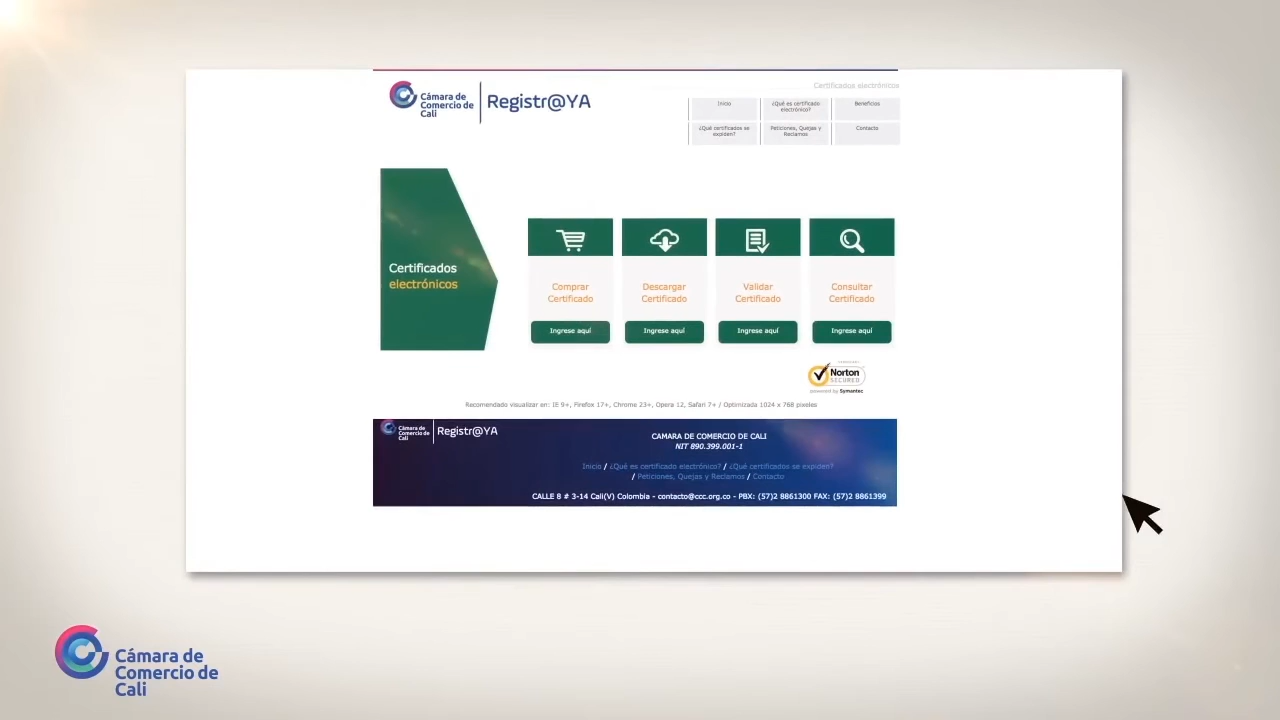 Cámara de
Comercio de
Cali
Registr@YA
Certificados electrónicos
Inicio
¿Qué es certificado
electrónico?
Beneficios
¿Qué certificados se
expiden?
Peticiones, Quejas y
Reclamos
Contacto
Certificados
electrónicos
Comprar
Certificado
Ingrese aquí
Descargar
Certificado
Ingrese aquí
Validar
Certificado
Ingrese aquí
Consultar
Certificado
Ingrese aquí
Norton
SECURED
powered by Symantec
Recomendado visualizar en: IE 9+, Firefox 17+, Chrome 23+, Opera 12, Safari 7+ / Optimizada 1024 x 768 pixeles
Cámara de
Comercio de
Cali
Registr@YA
CAMARA DE COMERCIO DE CALI
NIT 890.399.001-1
Inicio / ¿Qué es certificado electrónico? / ¿Qué certificados se expiden?
/ Peticiones, Quejas y Reclamos / Contacto
CALLE 8 # 3-14 Cali(V) Colombia - contacto@ccc.org.co - PBX: (57)2 8861300 FAX: (57)2 8861399
Cámara de
Comercio de
Cali